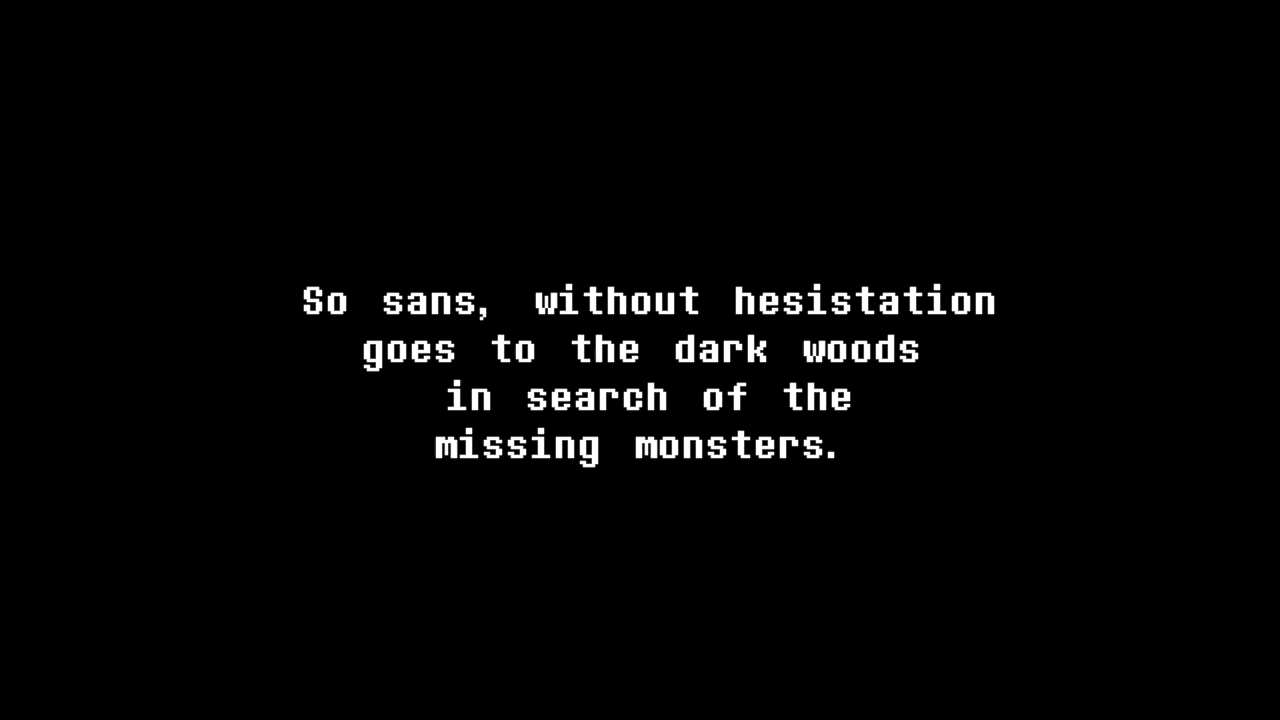 So sans, without hesistation
goes to the dark woods
in search of the
missing monsters.